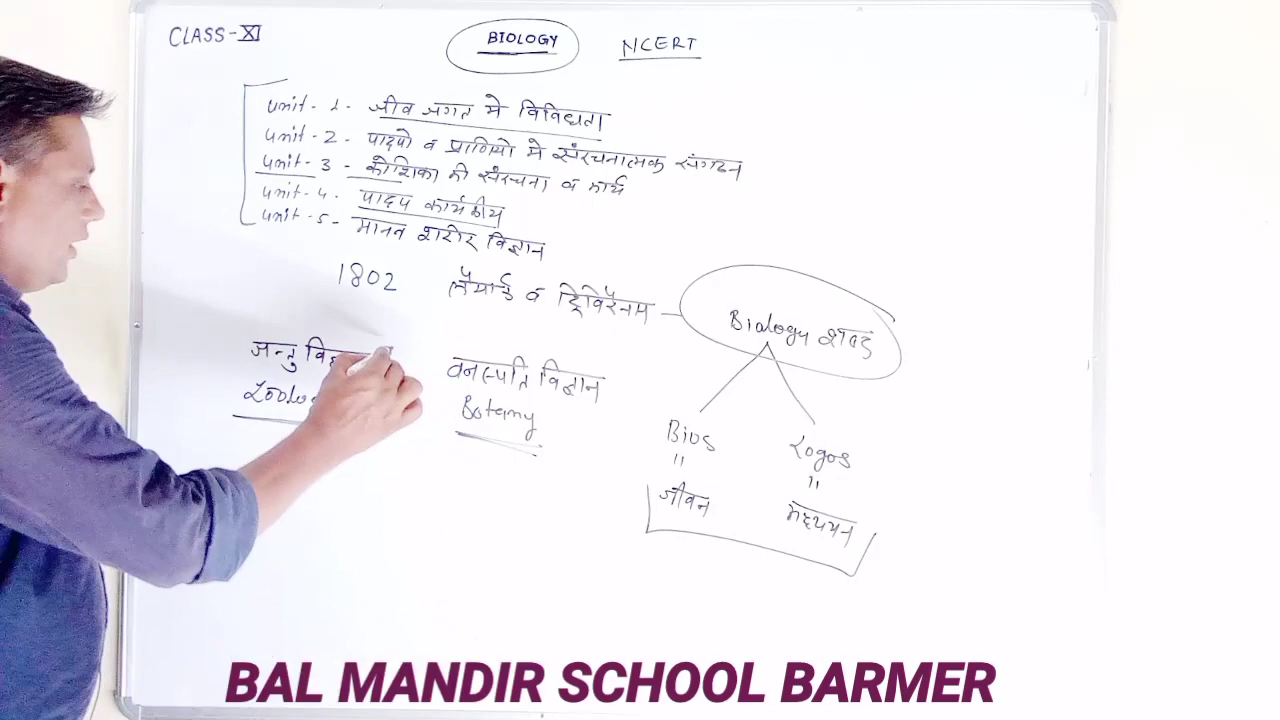 CLASS-XI
BIOLOGY
NCERT
Unit - 1 - जीव जगत मे विविधता
Unit - 2 - पादपो व प्राणियो मे संरचनात्मक संगठन
Unit - 3 - कोशिका की संरचना व कार्य
Unit - 4 - पादप कार्यकीय
Unit - 5 - मानव शरीर विज्ञान
1802 लैमार्क व ट्रिविरेनस - Biology शब्द
जन्तु
वनस्पति विज्ञान
Botany
Bios
"
जीवन
Logos
"
अध्ययन
BAL MANDIR SCHOOL BARMER